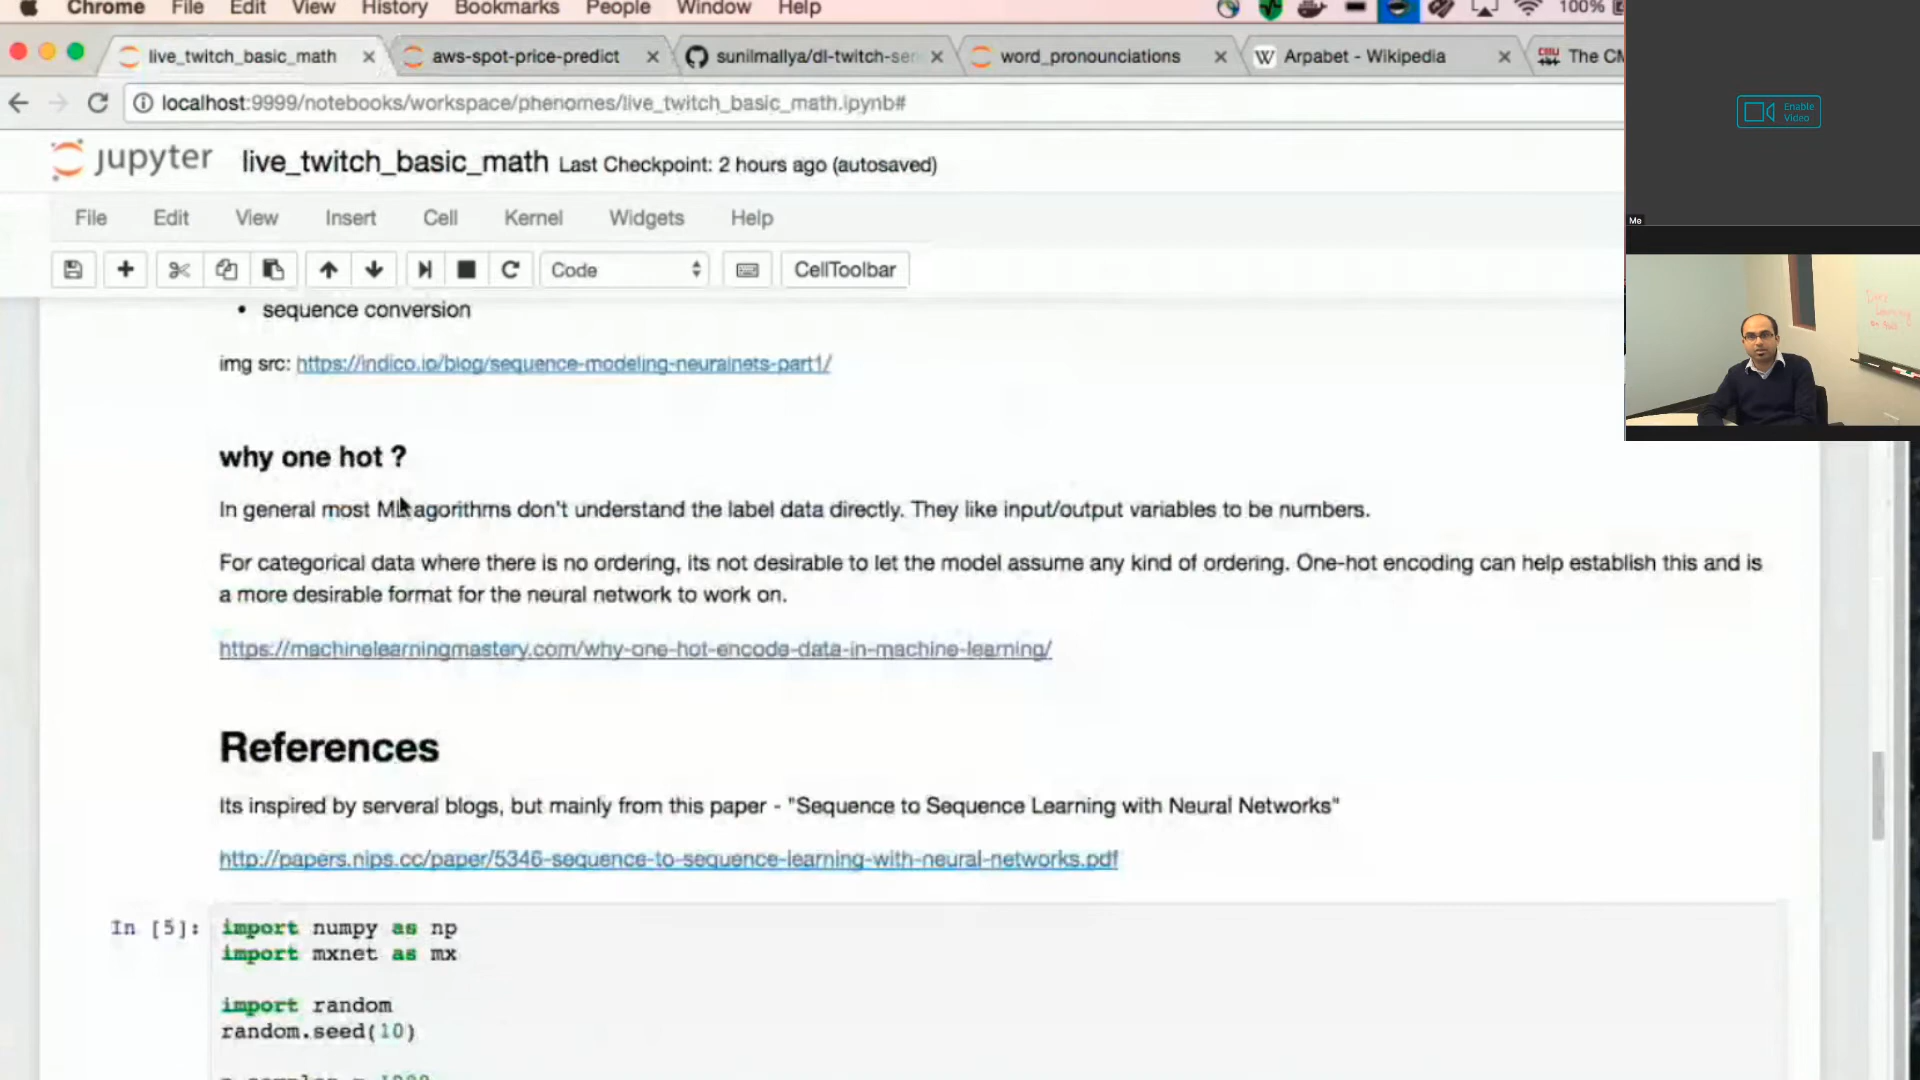 Chrome File Edit View History Bookmarks People Window Help 100%
live_twitch_basic_math aws-spot-price-predict sunilmallya/dl-twitch-ser word_pronounciations W Arpabet - Wikipedia CMU The CM
localhost:9999/notebooks/workspace/phenomes/live_twitch_basic_math.ipynb#
Enable
Video
jupyter live_twitch_basic_math Last Checkpoint: 2 hours ago (autosaved)
File Edit View Insert Cell Kernel Widgets Help
Me
Code CellToolbar
Deep
Learning
on AWS
• sequence conversion
img src: https://indico.io/blog/sequence-modeling-neuralnets-part1/
why one hot ?
In general most ML agorithms don't understand the label data directly. They like input/output variables to be numbers.
For categorical data where there is no ordering, its not desirable to let the model assume any kind of ordering. One-hot encoding can help establish this and is
a more desirable format for the neural network to work on.
https://machinelearningmastery.com/why-one-hot-encode-data-in-machine-learning/
References
Its inspired by serveral blogs, but mainly from this paper - "Sequence to Sequence Learning with Neural Networks"
http://papers.nips.cc/paper/5346-sequence-to-sequence-learning-with-neural-networks.pdf
In [5]: import numpy as np
import mxnet as mx
import random
random.seed(10)